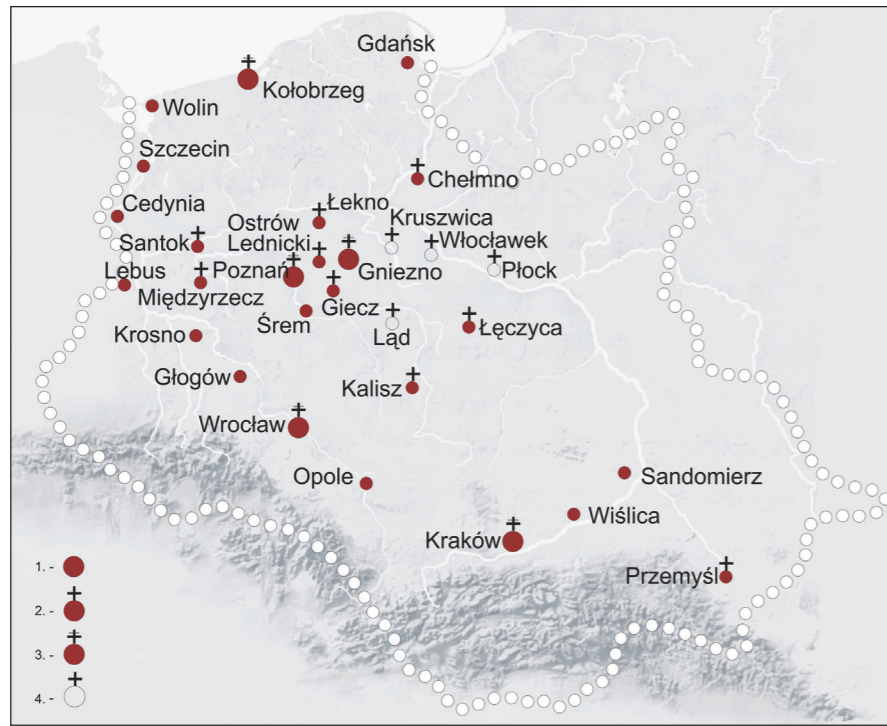 Gdańsk
Kołobrzeg
Wolin
Szczecin
Chełmno
Cedynia
Łekno
Ostrów
Lednicki
Kruszwica
Santok
Włocławek
Poznań
Gniezno
Płock
Lebus
Międzyrzecz
Giecz
Śrem
Ląd
Łęczyca
Krosno
Głogów
Kalisz
Wrocław
Opole
Sandomierz
Wiślica
Kraków
Przemyśl
1. -
2. -
3. -
4. -